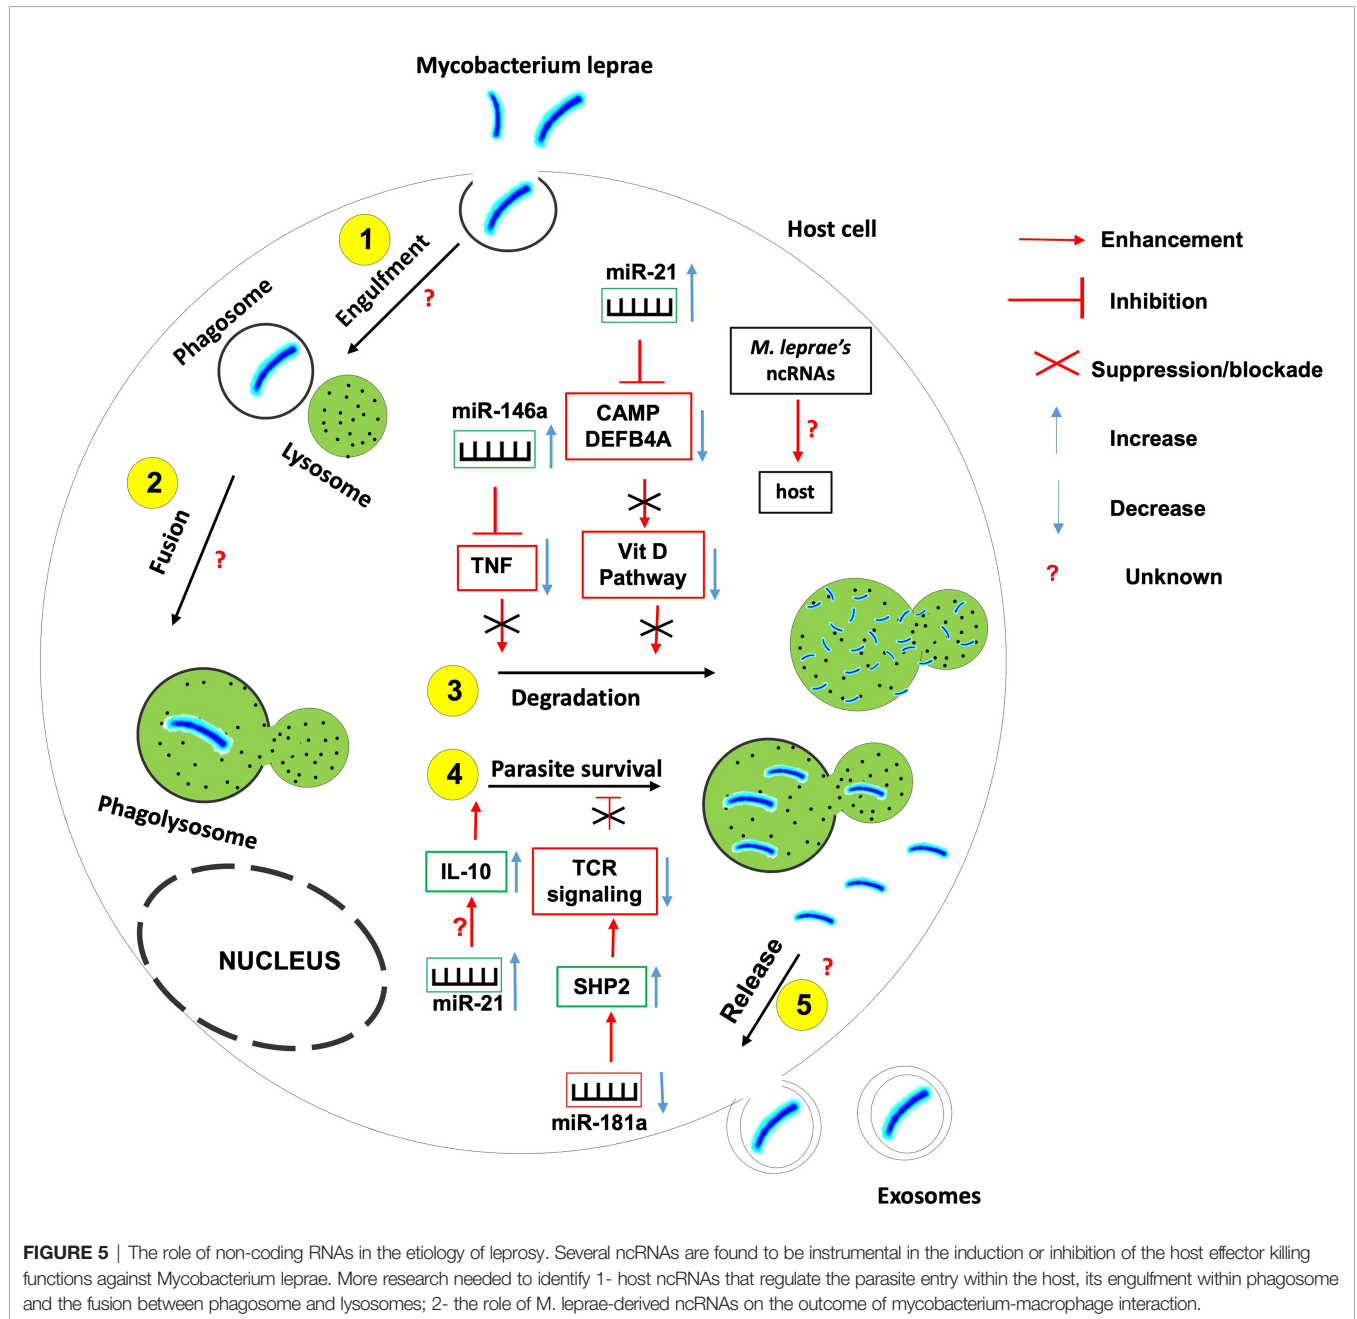 Mycobacterium leprae
Host cell
1
Engulfment
?
Phagosome
Lysosome
2
Fusion
?
Phagolysosome
NUCLEUS
miR-21
CAMP
DEFB4A
miR-146a
TNF
Vit D
Pathway
M. leprae's
ncRNAs
?
host
3
Degradation
4
Parasite survival
IL-10
?
miR-21
TCR
signaling
SHP2
miR-181a
Release
?
5
Exosomes
Enhancement
Inhibition
Suppression/blockade
Increase
Decrease
?
Unknown
FIGURE 5 | The role of non-coding RNAs in the etiology of leprosy. Several ncRNAs are found to be instrumental in the induction or inhibition of the host effector killing
functions against Mycobacterium leprae. More research needed to identify 1- host ncRNAs that regulate the parasite entry within the host, its engulfment within phagosome
and the fusion between phagosome and lysosomes; 2- the role of M. leprae-derived ncRNAs on the outcome of mycobacterium-macrophage interaction.